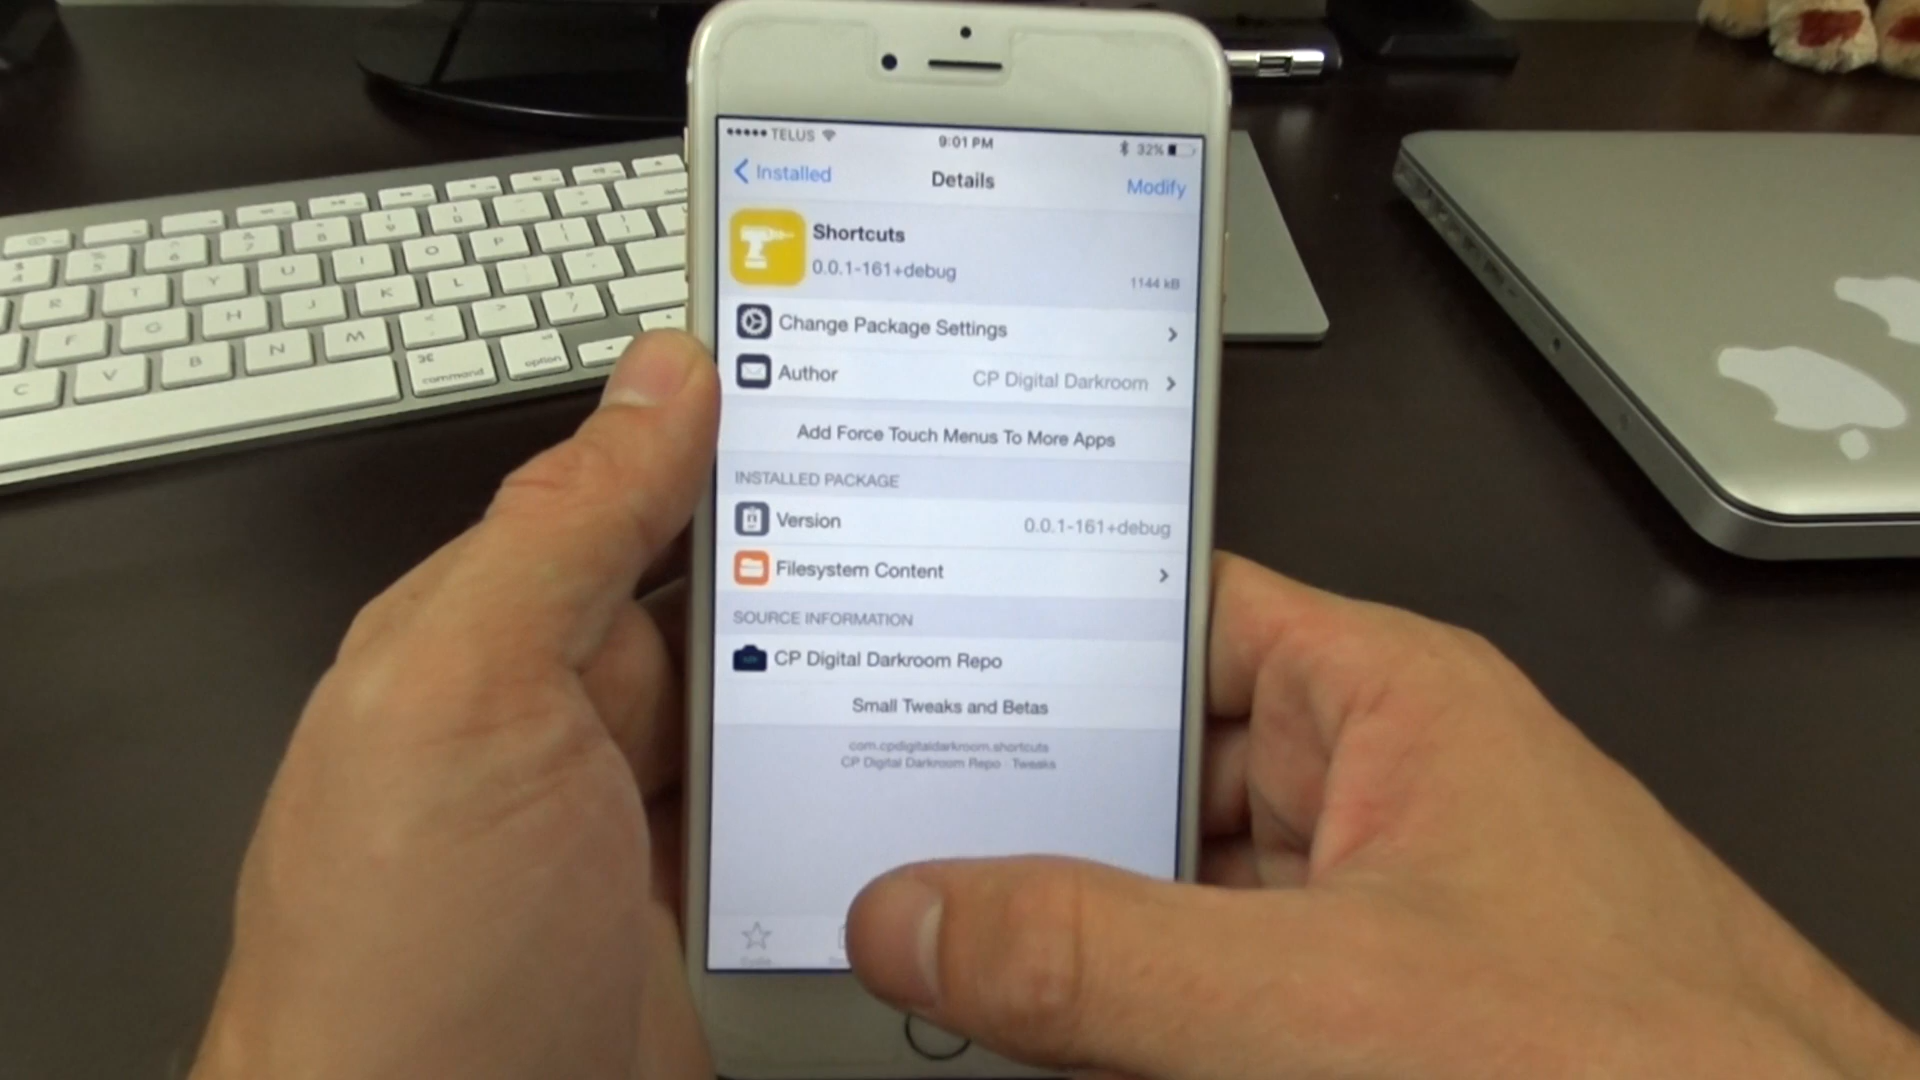 TELUS
9:01 PM
32%
Installed
Details
Modify
Shortcuts
0.0.1-161+debug
1144 kB
Change Package Settings
Author
CP Digital Darkroom
Add Force Touch Menus To More Apps
INSTALLED PACKAGE
Version
0.0.1-161+debug
Filesystem Content
SOURCE INFORMATION
CP Digital Darkroom Repo
Small Tweaks and Betas
com.cpdigitaldarkroom.shortcuts
CP Digital Darkroom Repo · Tweaks
Y U I O P
H J K L
B N M
C V
command
option